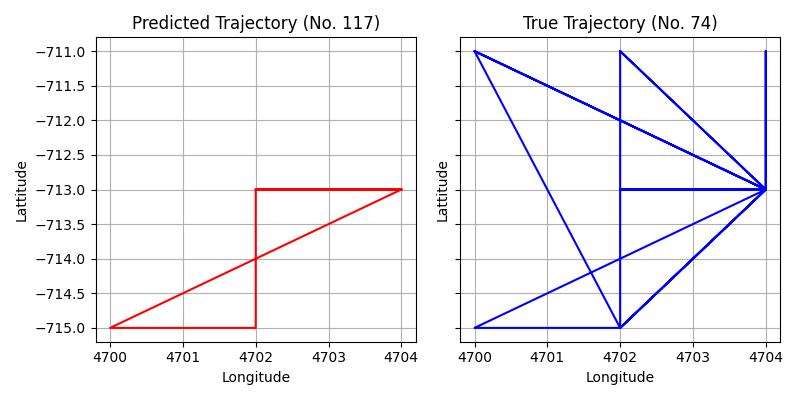 Predicted Trajectory (No. 117)
Lattitude
−711.0
−711.5
−712.0
−712.5
−713.0
−713.5
−714.0
−714.5
−715.0
4700 4701 4702 4703 4704
Longitude
True Trajectory (No. 74)
Lattitude
4700 4701 4702 4703 4704
Longitude